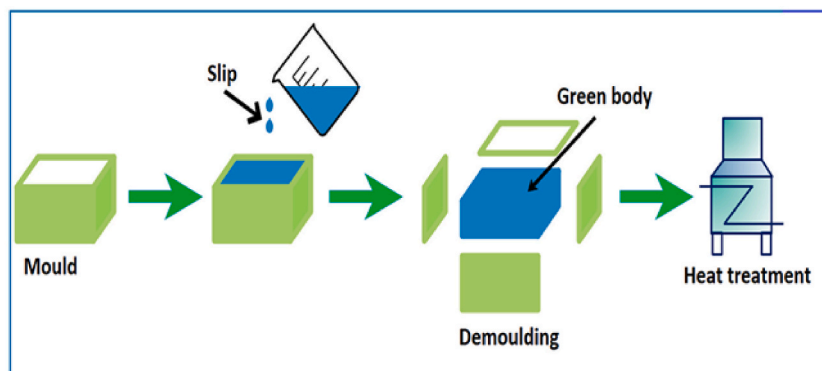 Slip
Green body
Mould
Heat treatment
Demoulding